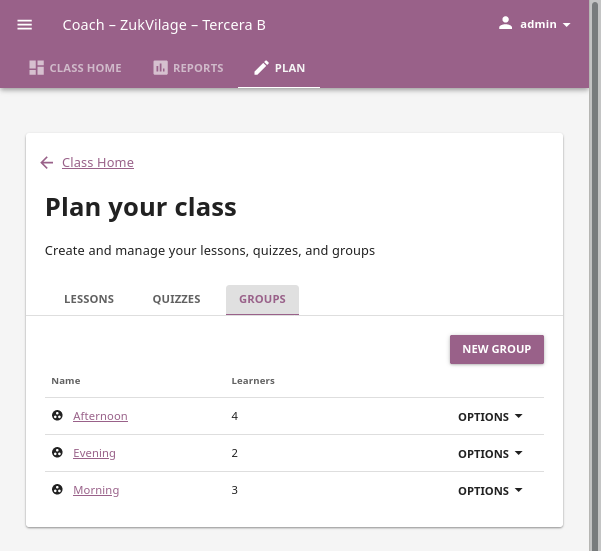 Coach – ZukVilage – Tercera B
admin
CLASS HOME REPORTS PLAN
Class Home
Plan your class
Create and manage your lessons, quizzes, and groups
LESSONS QUIZZES GROUPS
NEW GROUP
Name Learners
Afternoon 4 OPTIONS
Evening 2 OPTIONS
Morning 3 OPTIONS